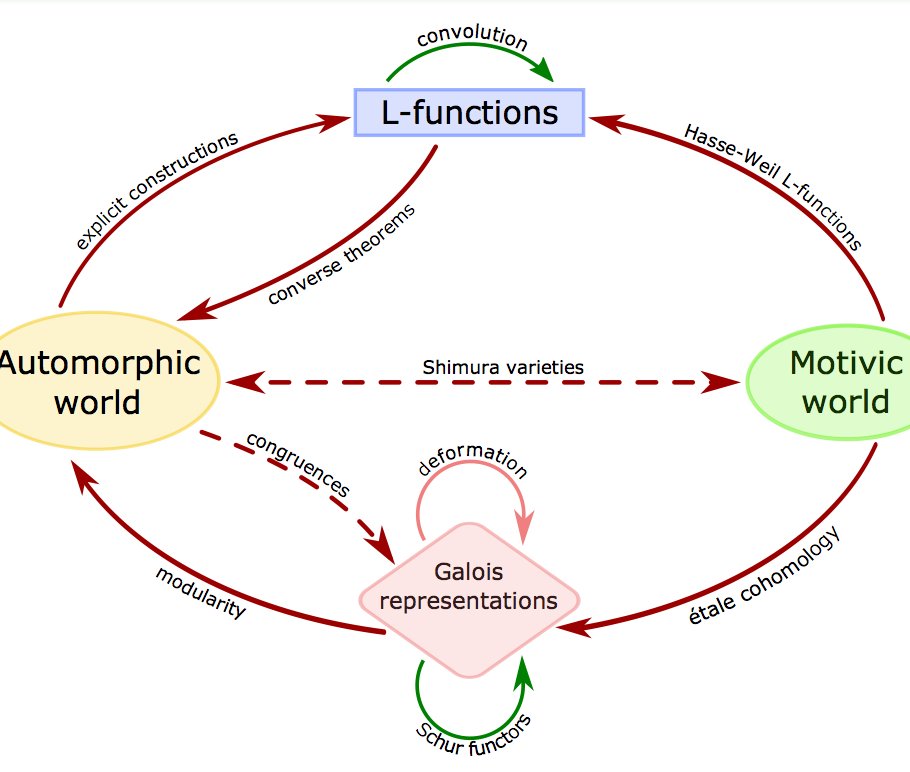 convolution
L-functions
explicit constructions
Hasse-Weil L-functions
converse theorems
Automorphic
world
Shimura varieties
Motivic
world
congruences
deformation
Galois
representations
modularity
étale cohomology
Schur functors